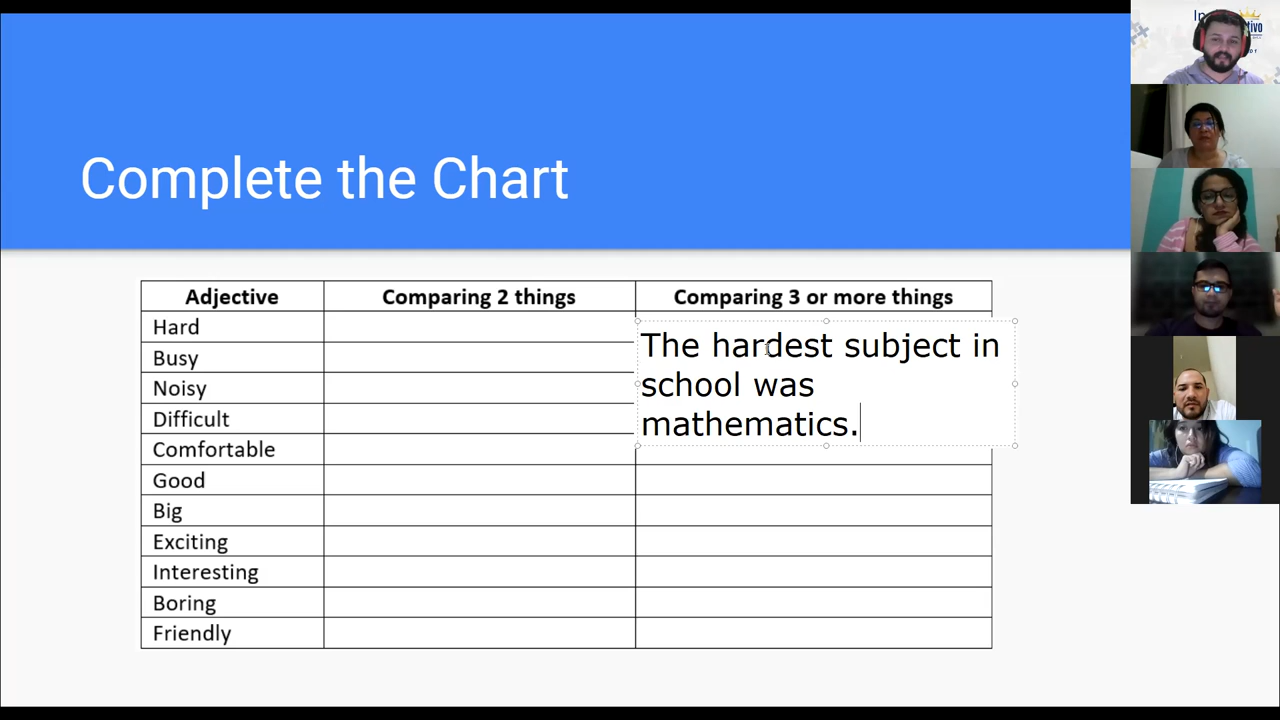 Complete the Chart
Adjective Comparing 2 things Comparing 3 or more things
Hard
Busy
Noisy
Difficult
Comfortable
Good
Big
Exciting
Interesting
Boring
Friendly
The hardest subject in
school was
mathematics.